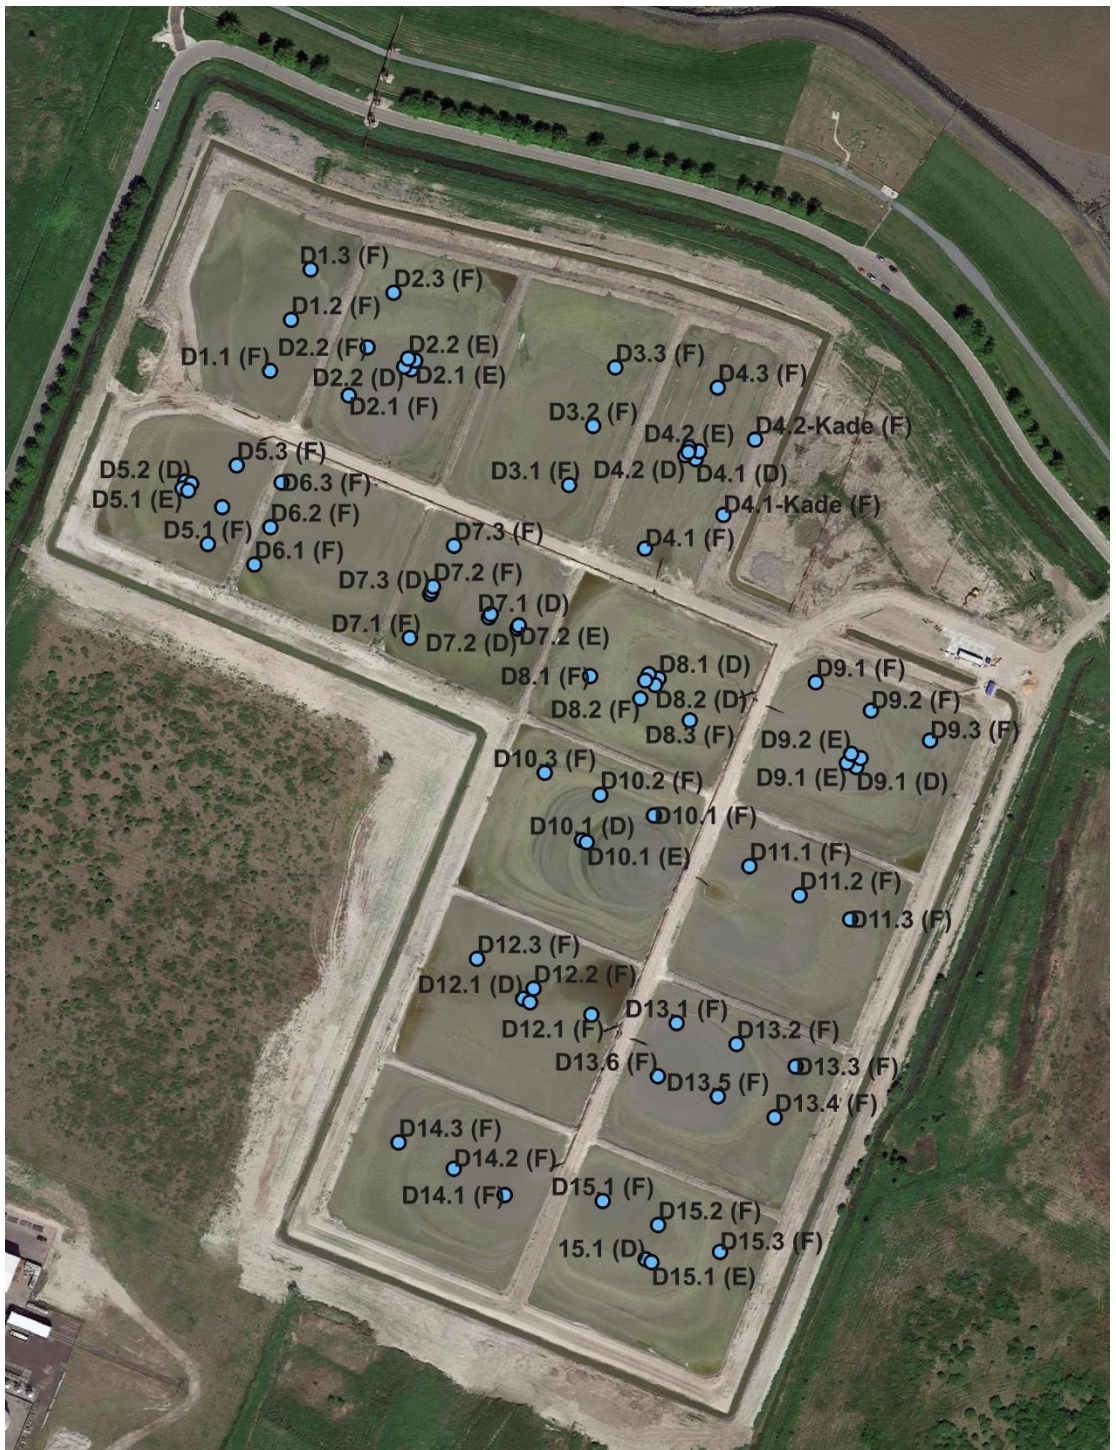 D1.3 (F)
D2.3 (F)
D1.2 (F)
D2.2 (F)
D2.2 (E)
D1.1 (F)
D2.2 (D)
D2.1 (E)
D2.1 (F)
D3.3 (F)
D4.3 (F)
D3.2 (F)
D4.2-Kade (F)
D4.2 (E)
D4.2 (D)
D4.1 (D)
D3.1 (F)
D4.1-Kade (F)
D4.1 (F)
D5.3 (F)
D5.2 (D)
D6.3 (F)
D5.1 (E)
D6.2 (F)
D5.1 (F)
D6.1 (F)
D7.3 (F)
D7.2 (F)
D7.3 (D)
D7.1 (D)
D7.1 (F)
D7.2 (D)
D7.2 (E)
D8.1 (D)
D8.1 (F)
D8.2 (D)
D8.2 (F)
D8.3 (F)
D9.1 (F)
D9.2 (F)
D9.3 (F)
D9.2 (E)
D9.1 (E)
D9.1 (D)
D10.3 (F)
D10.2 (F)
D10.1 (F)
D10.1 (D)
D10.1 (E)
D11.1 (F)
D11.2 (F)
D11.3 (F)
D12.3 (F)
D12.2 (F)
D12.1 (D)
D12.1 (F)
D13.1 (F)
D13.2 (F)
D13.6 (F)
D13.3 (F)
D13.5 (F)
D13.4 (F)
D14.3 (F)
D14.2 (F)
D14.1 (F)
D15.1 (F)
D15.2 (F)
D15.3 (F)
15.1 (D)
D15.1 (E)